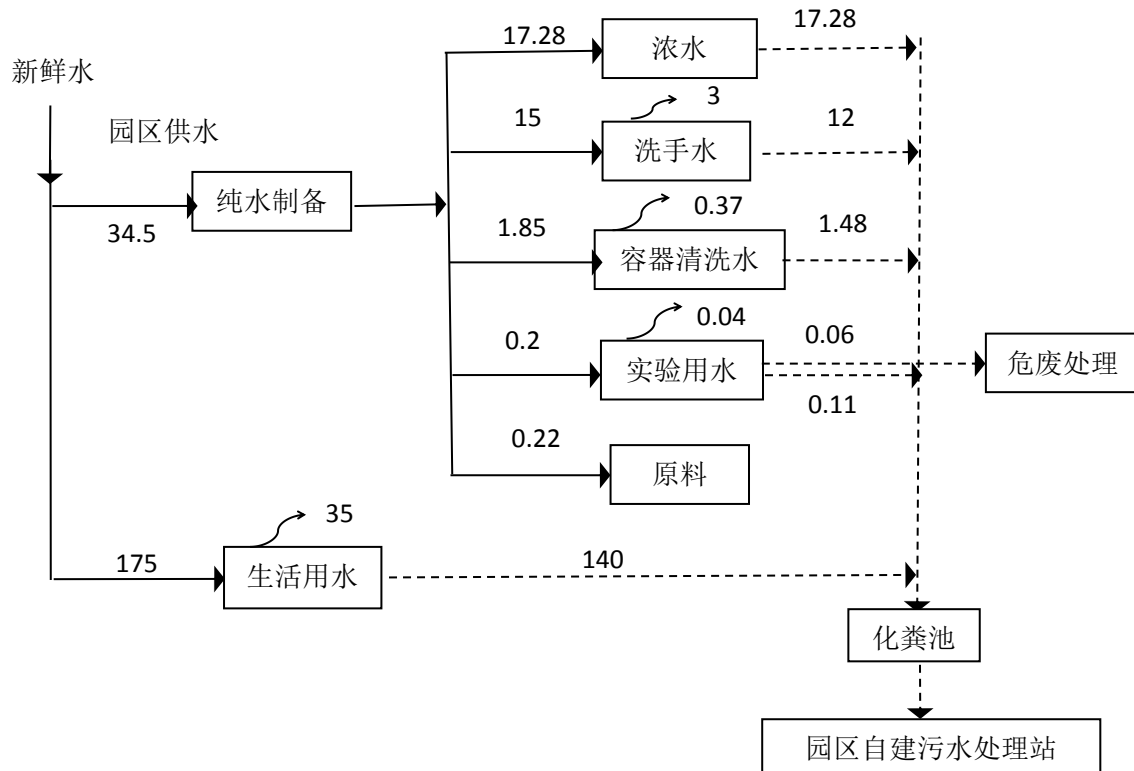 17.28
浓水
17.28
新鲜水
园区供水
15
3
洗手水
12
34.5
纯水制备
1.85
0.37
容器清洗水
1.48
0.2
0.04
实验用水
0.06
0.11
危废处理
0.22
原料
175
35
生活用水
140
化粪池
园区自建污水处理站